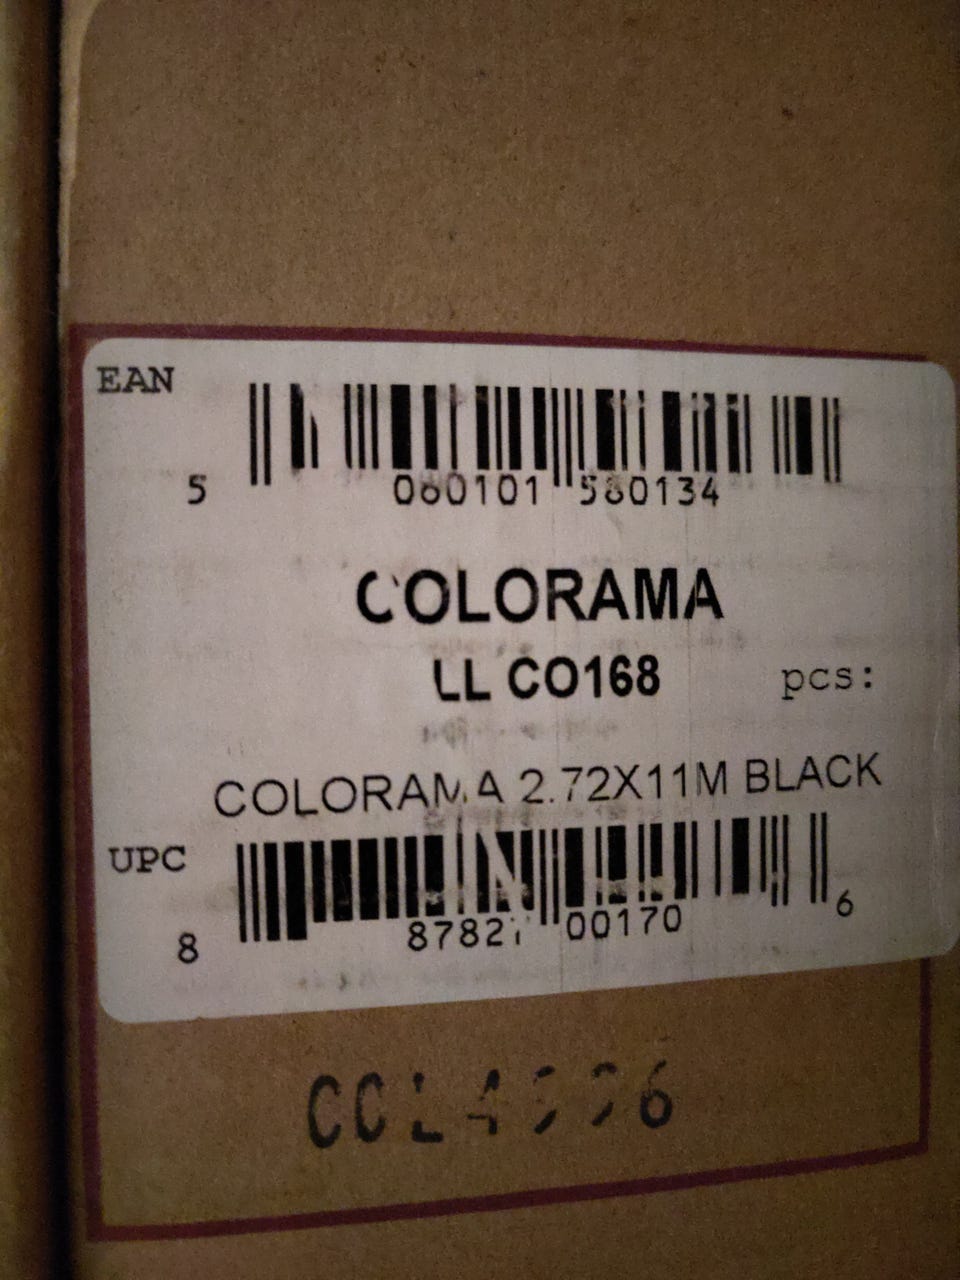 EAN
5 060101 580134
COLORAMA
LL CO168 pcs:
COLORAMA 2.72X11M BLACK
UPC
8 87827 00170 6